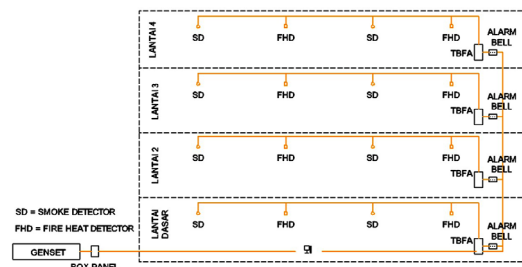 LANTAI 4
SD
FHD
SD
FHD
TBFA
ALARM
BELL
LANTAI 3
SD
FHD
SD
FHD
TBFA
ALARM
BELL
LANTAI 2
SD
FHD
SD
FHD
TBFA
ALARM
BELL
LANTAI
DASAR
SD
FHD
SD
FHD
TBFA
ALARM
BELL
SD = SMOKE DETECTOR
FHD = FIRE HEAT DETECTOR
GENSET
BOX PANEL